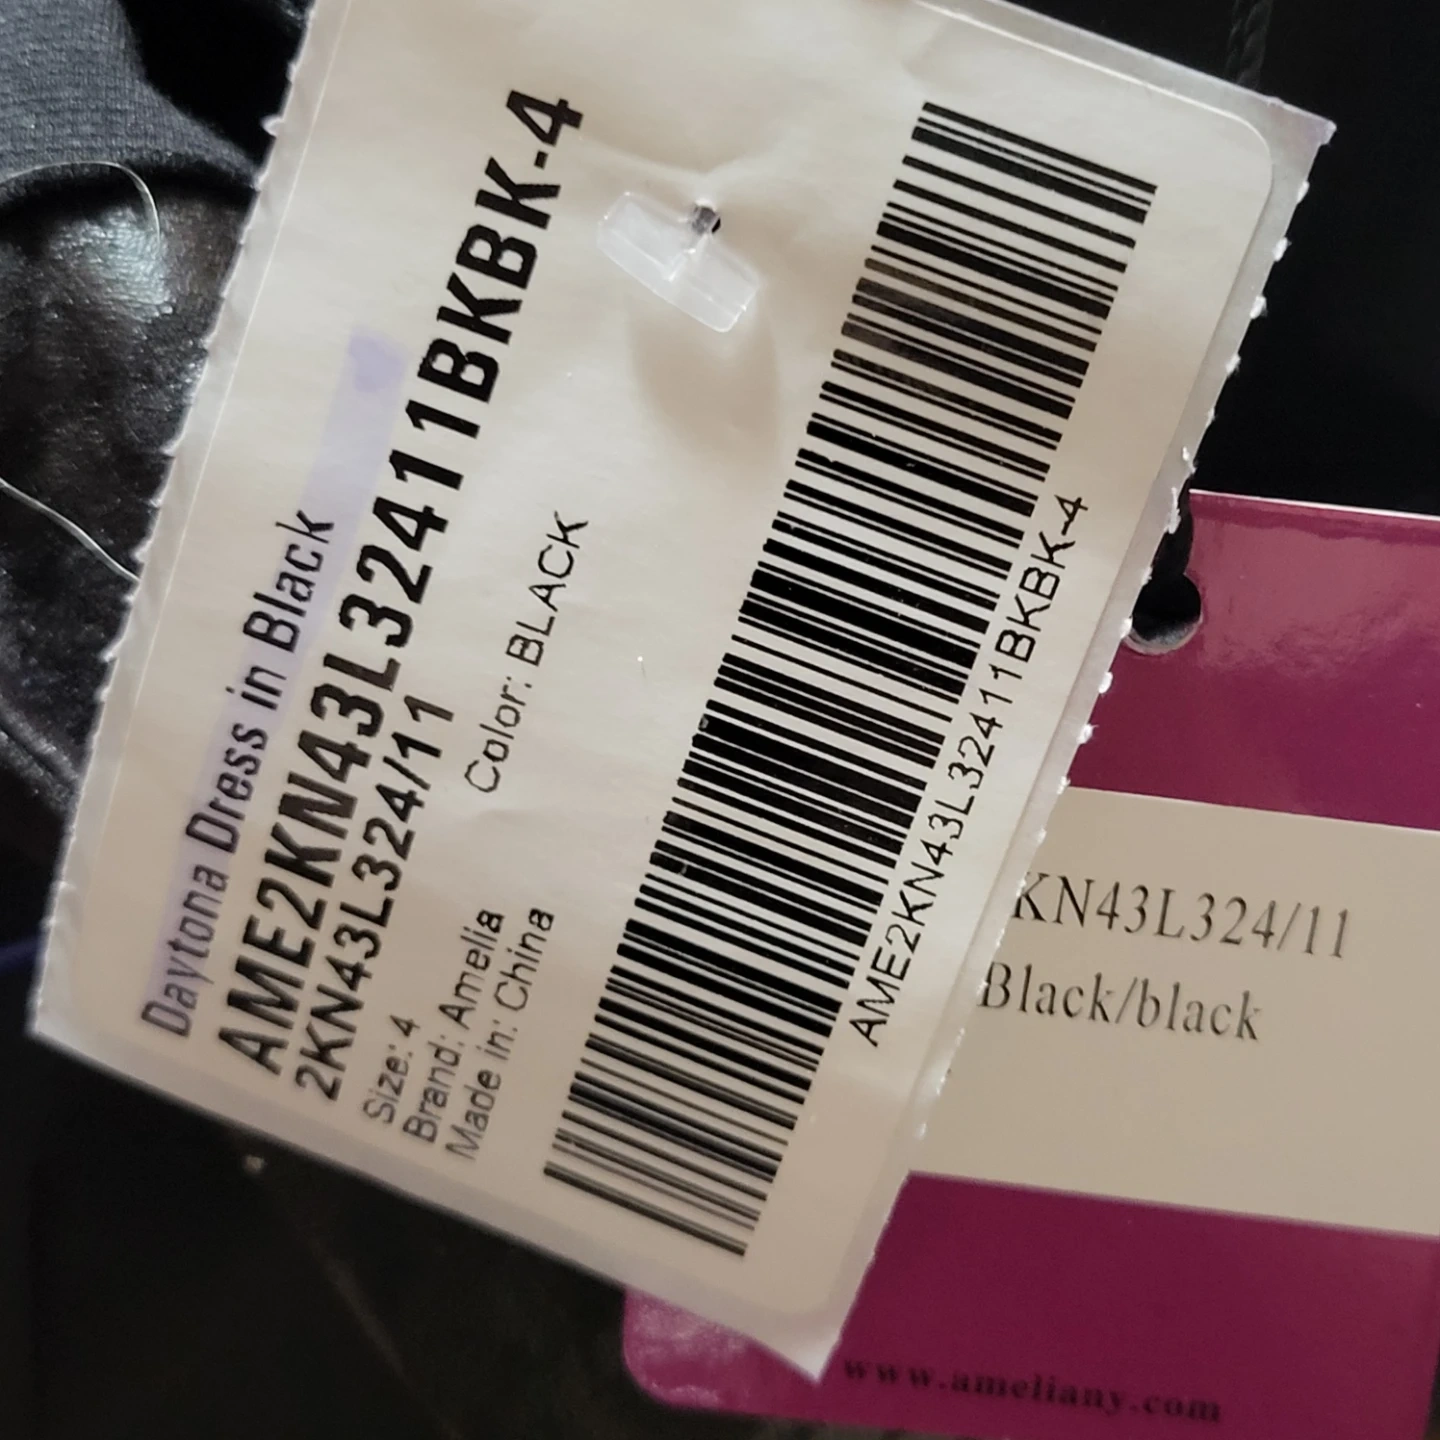 Daytona Dress in Black
AME2KN43L32411BKBK-4
2KN43L324/11
Size: 4
Color: BLACK
Brand: Amelia
Made in: China
AME2KN43L32411BKBK-4
KN43L324/11
Black/black
www.ameliany.com